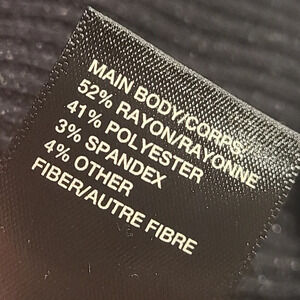 MAIN BODY/CORPS
52% RAYON/RAYONNE
41% POLYESTER
3% SPANDEX
4% OTHER
FIBER/AUTRE FIBRE